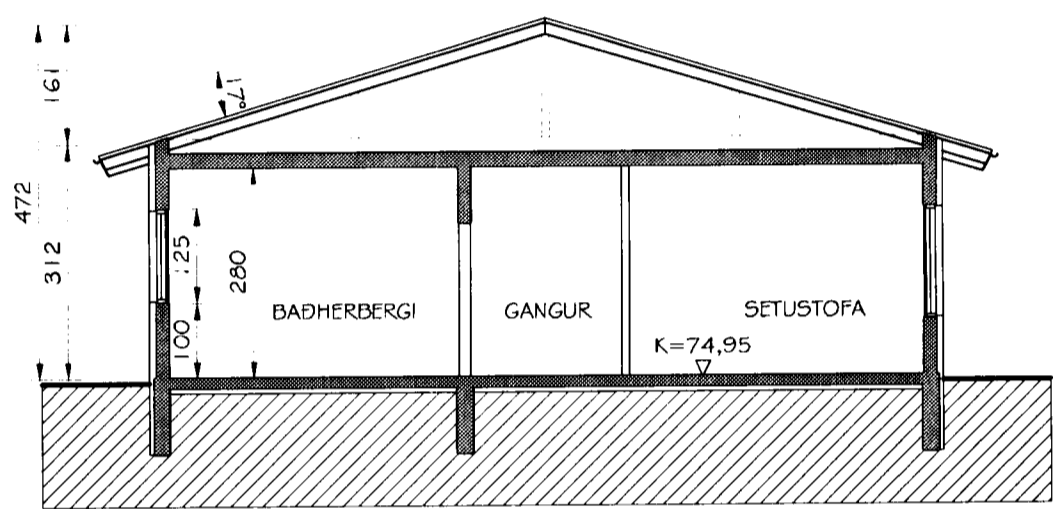 161
17°
472
312
125
280
100
BAÐHERBERGI
GANGUR
SETUSTOFA
K=74,95